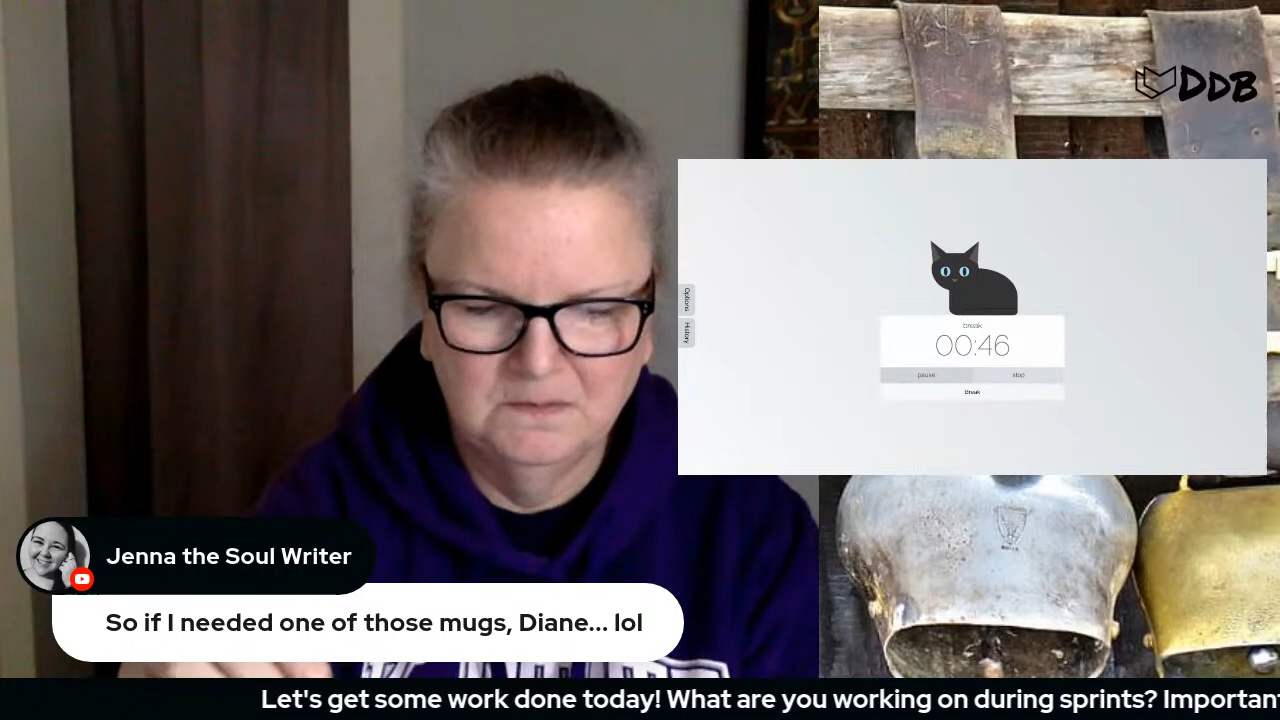 DDB
Options
History
break
00:46
pause
stop
Break
Jenna the Soul Writer
So if I needed one of those mugs, Diane... lol
Let's get some work done today! What are you working on during sprints? Important